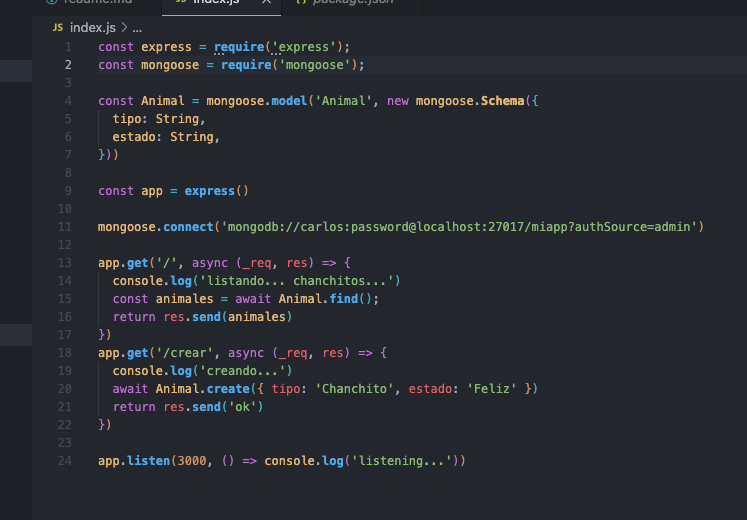 readme.md JS index.js package.json
JS index.js > ...
1 const express = require('express');
2 const mongoose = require('mongoose');
3
4 const Animal = mongoose.model('Animal', new mongoose.Schema({
5 tipo: String,
6 estado: String,
7 }))
8
9 const app = express()
10
11 mongoose.connect('mongodb://carlos:password@localhost:27017/miapp?authSource=admin')
12
13 app.get('/', async (_req, res) => {
14 console.log('listando... chanchitos...')
15 const animales = await Animal.find();
16 return res.send(animales)
17 })
18 app.get('/crear', async (_req, res) => {
19 console.log('creando...')
20 await Animal.create({ tipo: 'Chanchito', estado: 'Feliz' })
21 return res.send('ok')
22 })
23
24 app.listen(3000, () => console.log('listening...'))